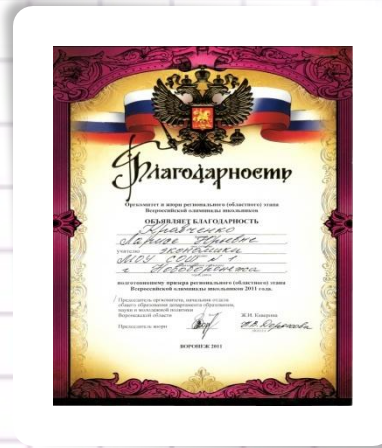 Благодарность
Оргкомитет и жюри регионального (областного) этапа
Всероссийской олимпиады школьников
ОБЪЯВЛЯЕТ БЛАГОДАРНОСТЬ
Кравченко
Ларисе Юрьевне
учителю экономики
МОУ СОШ № 1
г. Нововоронежа
подготовившему призера регионального (областного) этапа
Всероссийской олимпиады школьников 2011 года.
Председатель оргкомитета, начальник отдела
общего образования департамента образования,
науки и молодежной политики
Воронежской области
Председатель жюри
ВОРОНЕЖ 2011